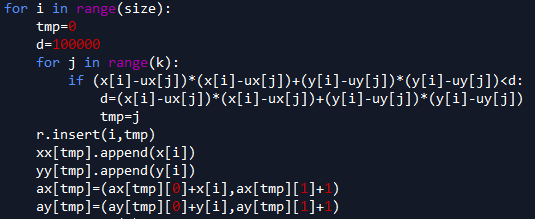 for i in range(size):
    tmp=0
    d=100000
    for j in range(k):
        if (x[i]-ux[j])*(x[i]-ux[j])+(y[i]-uy[j])*(y[i]-uy[j])<d:
            d=(x[i]-ux[j])*(x[i]-ux[j])+(y[i]-uy[j])*(y[i]-uy[j])
            tmp=j
    r.insert(i,tmp)
    xx[tmp].append(x[i])
    yy[tmp].append(y[i])
    ax[tmp]=(ax[tmp][0]+x[i],ax[tmp][1]+1)
    ay[tmp]=(ay[tmp][0]+y[i],ay[tmp][1]+1)